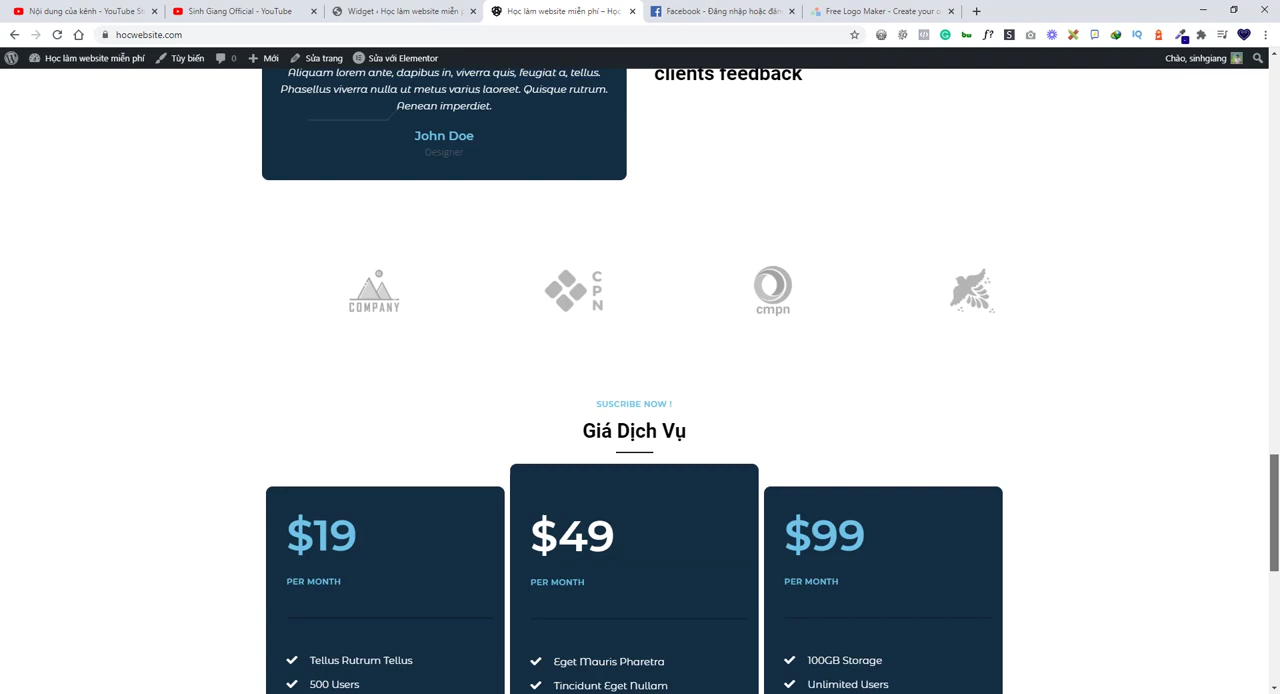 Nội dung của kênh - YouTube St
Sinh Giang Official - YouTube
Widget ‹ Học làm website miễn p
Học làm website miễn phí – Học
Facebook - Đăng nhập hoặc đăng
Free Logo Maker - Create your o
hocwebsite.com
Học làm website miễn phí
Tùy biến
0
Mới
Sửa trang
Sửa với Elementor
Chào, sinhgiang
Aliquam lorem ante, dapibus in, viverra quis, feugiat a, tellus.
Phasellus viverra nulla ut metus varius laoreet. Quisque rutrum.
Aenean imperdiet.
John Doe
Designer
clients feedback
COMPANY
CPN
cmpn
SUSCRIBE NOW !
Giá Dịch Vụ
$19
PER MONTH
Tellus Rutrum Tellus
500 Users
$49
PER MONTH
Eget Mauris Pharetra
Tincidunt Eget Nullam
$99
PER MONTH
100GB Storage
Unlimited Users